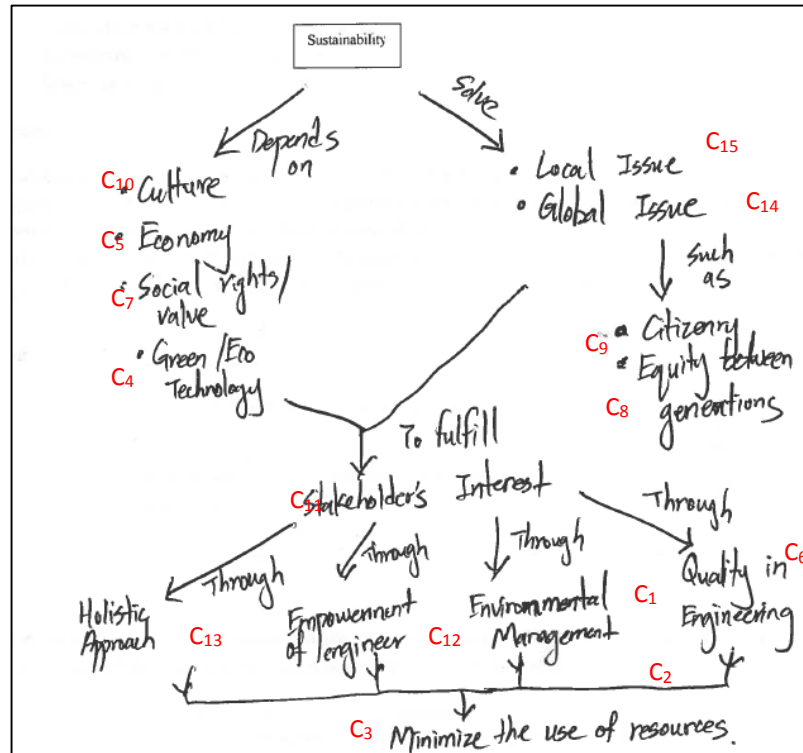 Sustainability
Solve
Depends
on
C10
• Culture
C5
• Economy
C7
• Social rights/
value
C4
• Green/Eco
Technology
C15
• Local Issue
• Global Issue
C14
such
as
C9
• Citizenry
• Equity between
generations
C8
To fulfill
C11
Stakeholder's Interest
Through
Through
Through
Through
Holistic
Approach
C13
Empowerment
of engineer
C12
Environmental
Management
C1
Quality in
Engineering
C6
C2
C3
Minimize the use of resources.